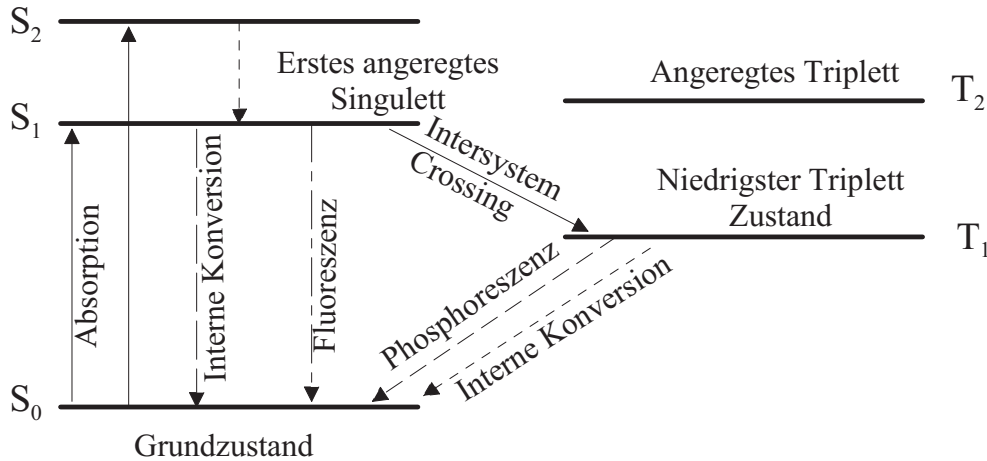 S₂
Erstes angeregtes
Singulett
Angeregtes Triplett
T₂
S₁
Intersystem
Crossing
Niedrigster Triplett
Zustand
T₁
Absorption
Interne Konversion
Fluoreszenz
Phosphoreszenz
Interne Konversion
S₀
Grundzustand